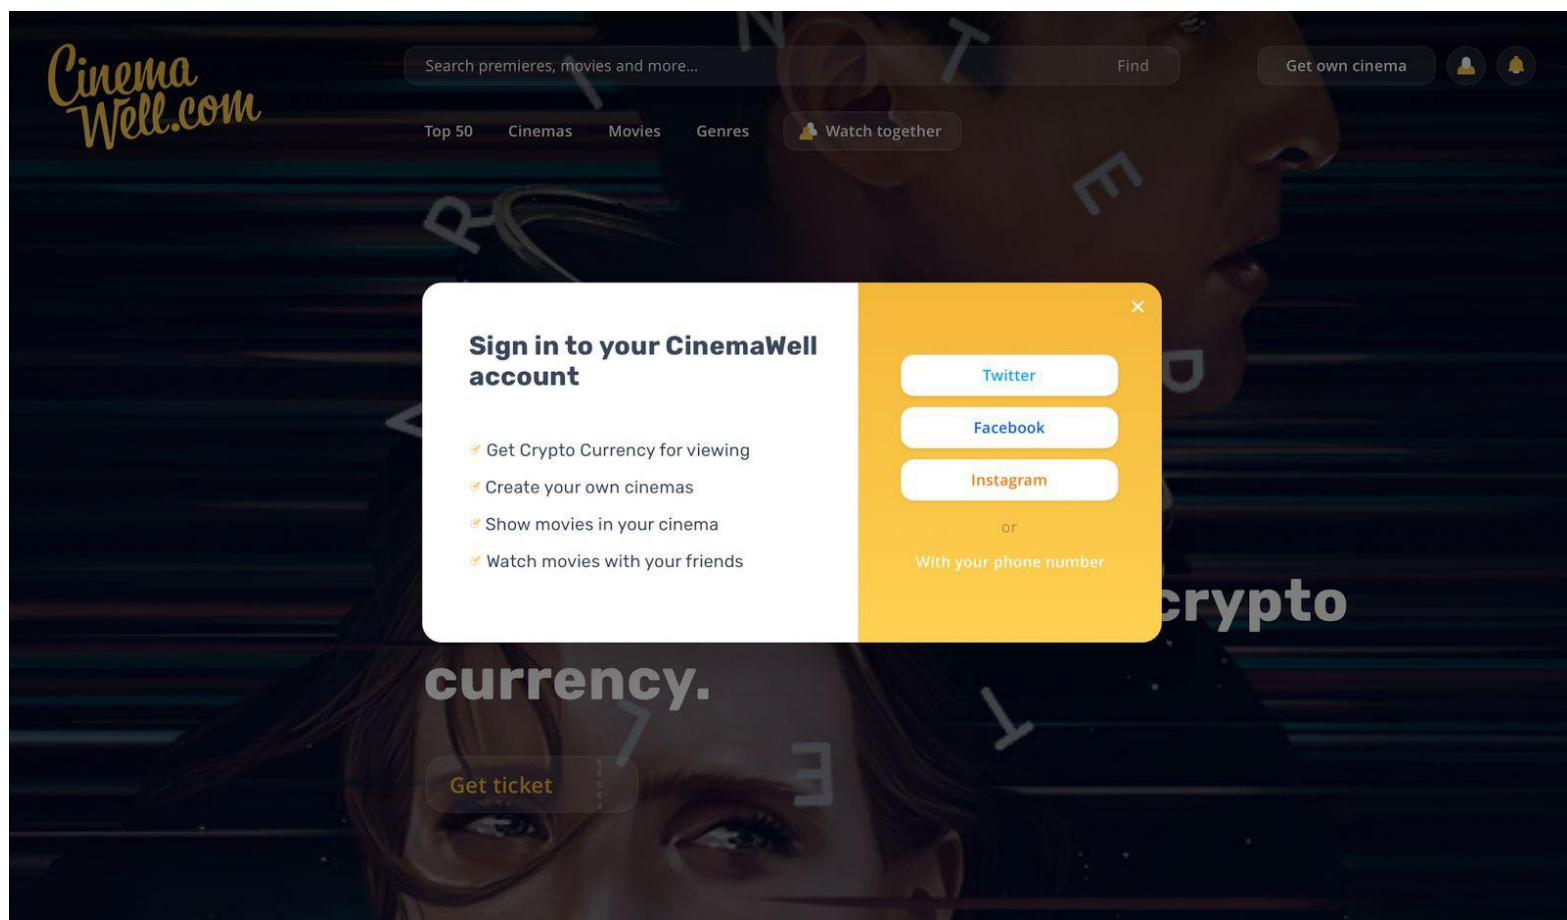 Cinema
Well.com
Search premieres, movies and more...
Find
Get own cinema
Top 50
Cinemas
Movies
Genres
Watch together
Sign in to your CinemaWell
account
Get Crypto Currency for viewing
Create your own cinemas
Show movies in your cinema
Watch movies with your friends
Twitter
Facebook
Instagram
or
With your phone number
crypto
currency.
Get ticket